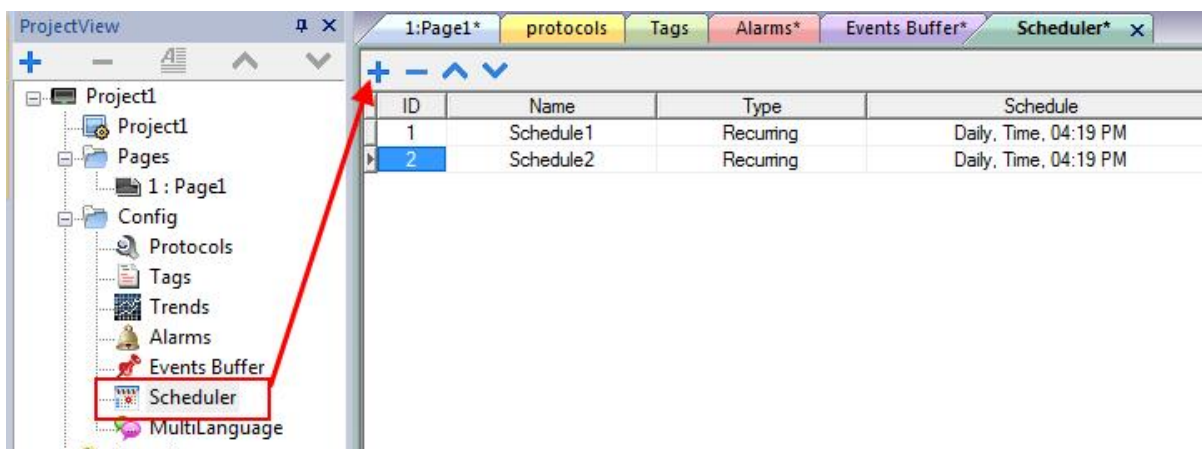 ProjectView
Project1
Project1
Pages
1 : Page1
Config
Protocols
Tags
Trends
Alarms
Events Buffer
Scheduler
MultiLanguage
1:Page1* protocols Tags Alarms* Events Buffer* Scheduler* x
ID Name Type Schedule
1 Schedule1 Recurring Daily, Time, 04:19 PM
2 Schedule2 Recurring Daily, Time, 04:19 PM